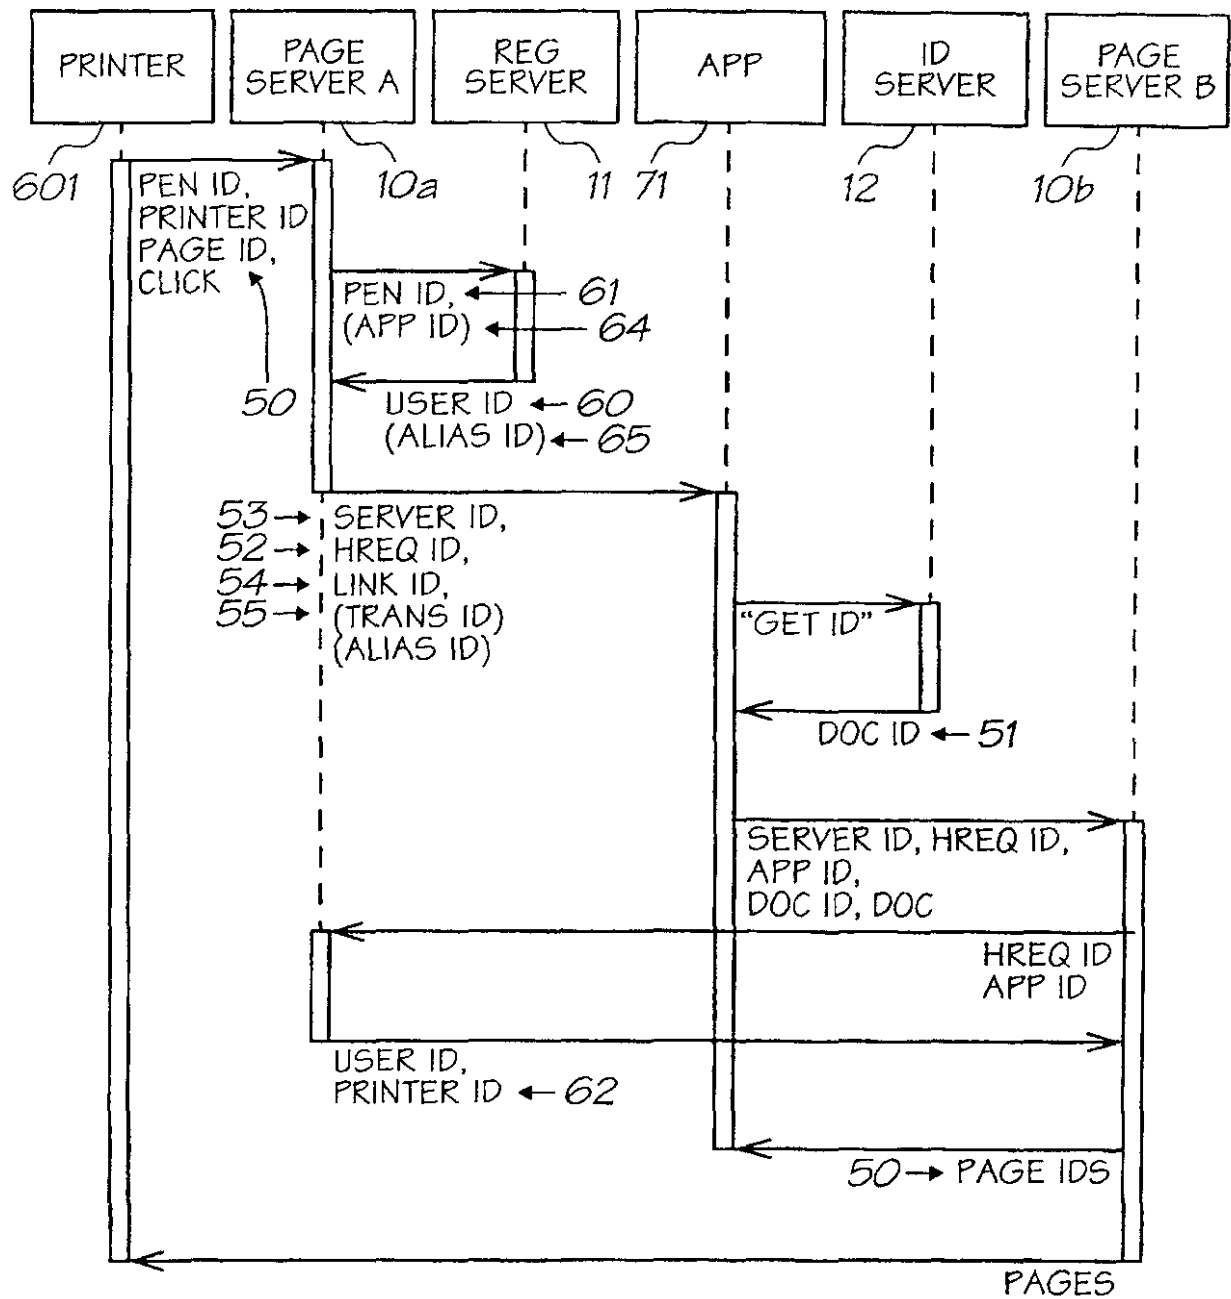 PRINTER
PAGE
SERVER A
REG
SERVER
APP
ID
SERVER
PAGE
SERVER B
601
10a
11
71
12
10b
PEN ID,
PRINTER ID
PAGE ID,
CLICK
50
PEN ID, 61
(APP ID) 64
USER ID 60
(ALIAS ID) 65
53 SERVER ID,
52 HREQ ID,
54 LINK ID,
55 (TRANS ID)
(ALIAS ID)
"GET ID"
DOC ID 51
SERVER ID, HREQ ID,
APP ID,
DOC ID, DOC
HREQ ID
APP ID
USER ID,
PRINTER ID 62
50 PAGE IDS
PAGES